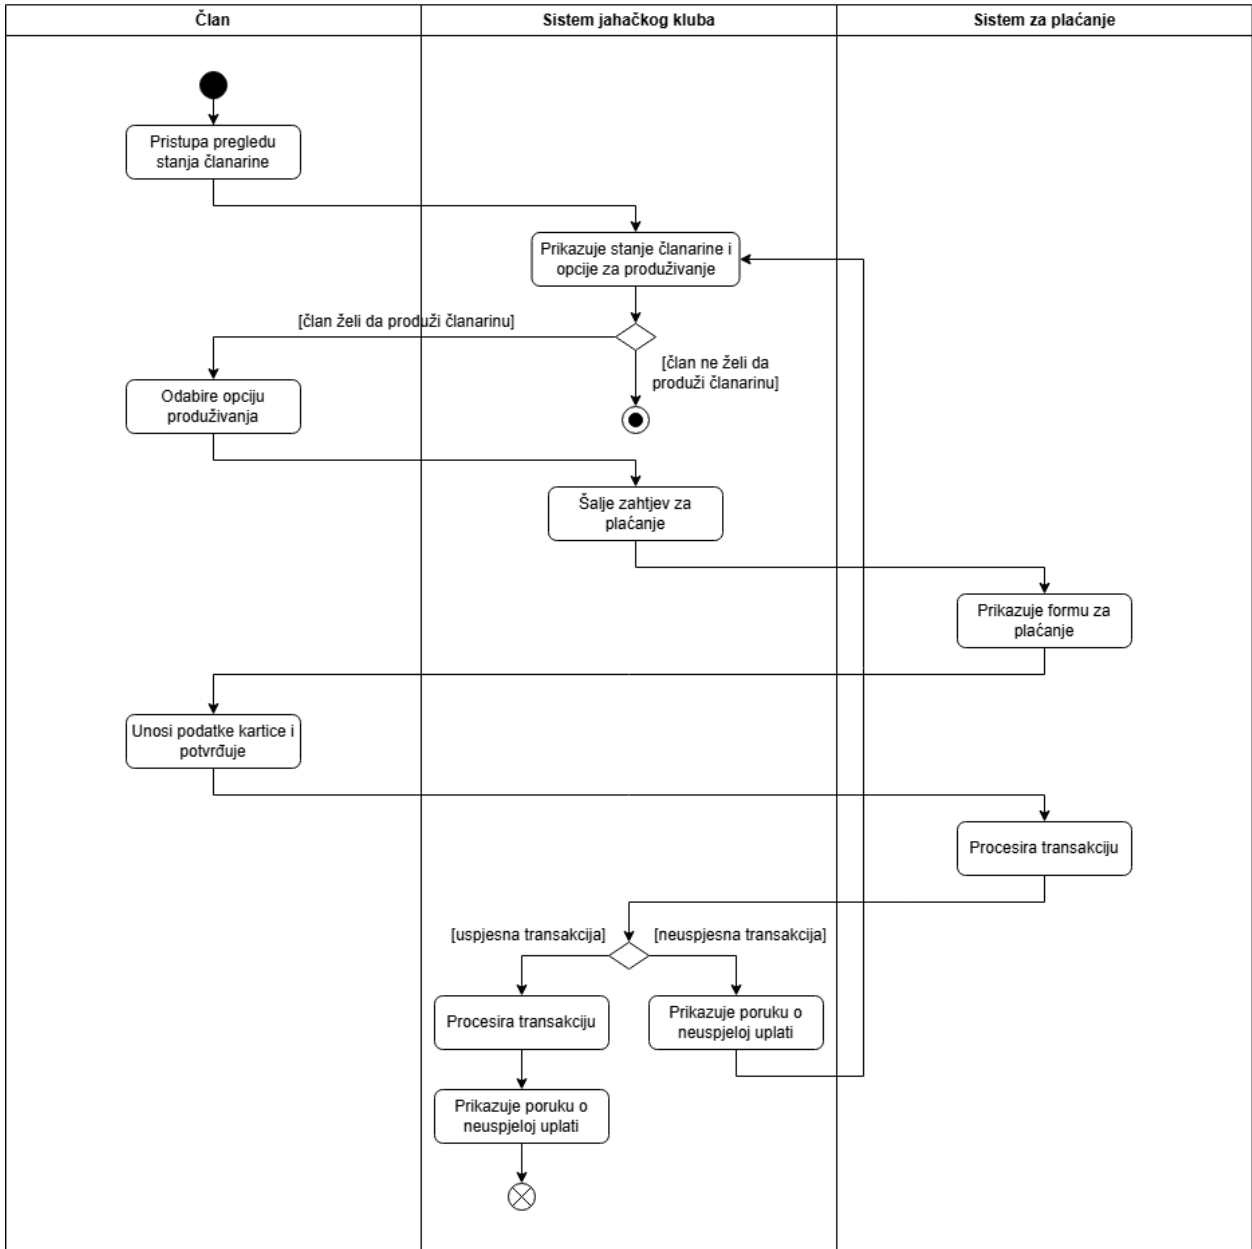 Član
Sistem jahačkog kluba
Sistem za plaćanje
Pristupa pregledu
stanja članarine
Prikazuje stanje članarine i
opcije za produživanje
[član želi da produži članarinu]
[član ne želi da
produži članarinu]
Odabire opciju
produživanja
Šalje zahtjev za
plaćanje
Prikazuje formu za
plaćanje
Unosi podatke kartice i
potvrđuje
Procesira transakciju
[uspjesna transakcija]
[neuspjesna transakcija]
Procesira transakciju
Prikazuje poruku o
neuspjeloj uplati
Prikazuje poruku o
neuspjeloj uplati